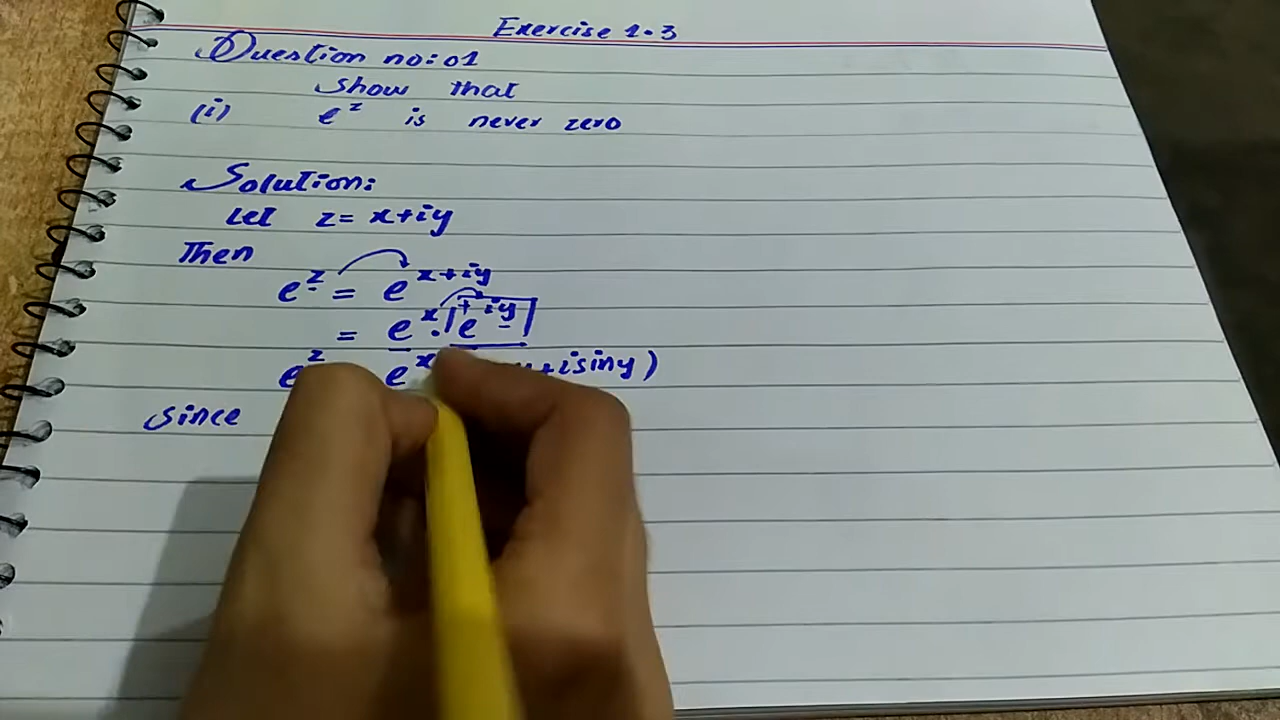 Exercise 1.3
Question no:01
Show that
(i) e^z is never zero
Solution:
Let z = x+iy
Then
e^z = e^x+iy
= e^x . e^iy
e^z e^x +isiny)
Since